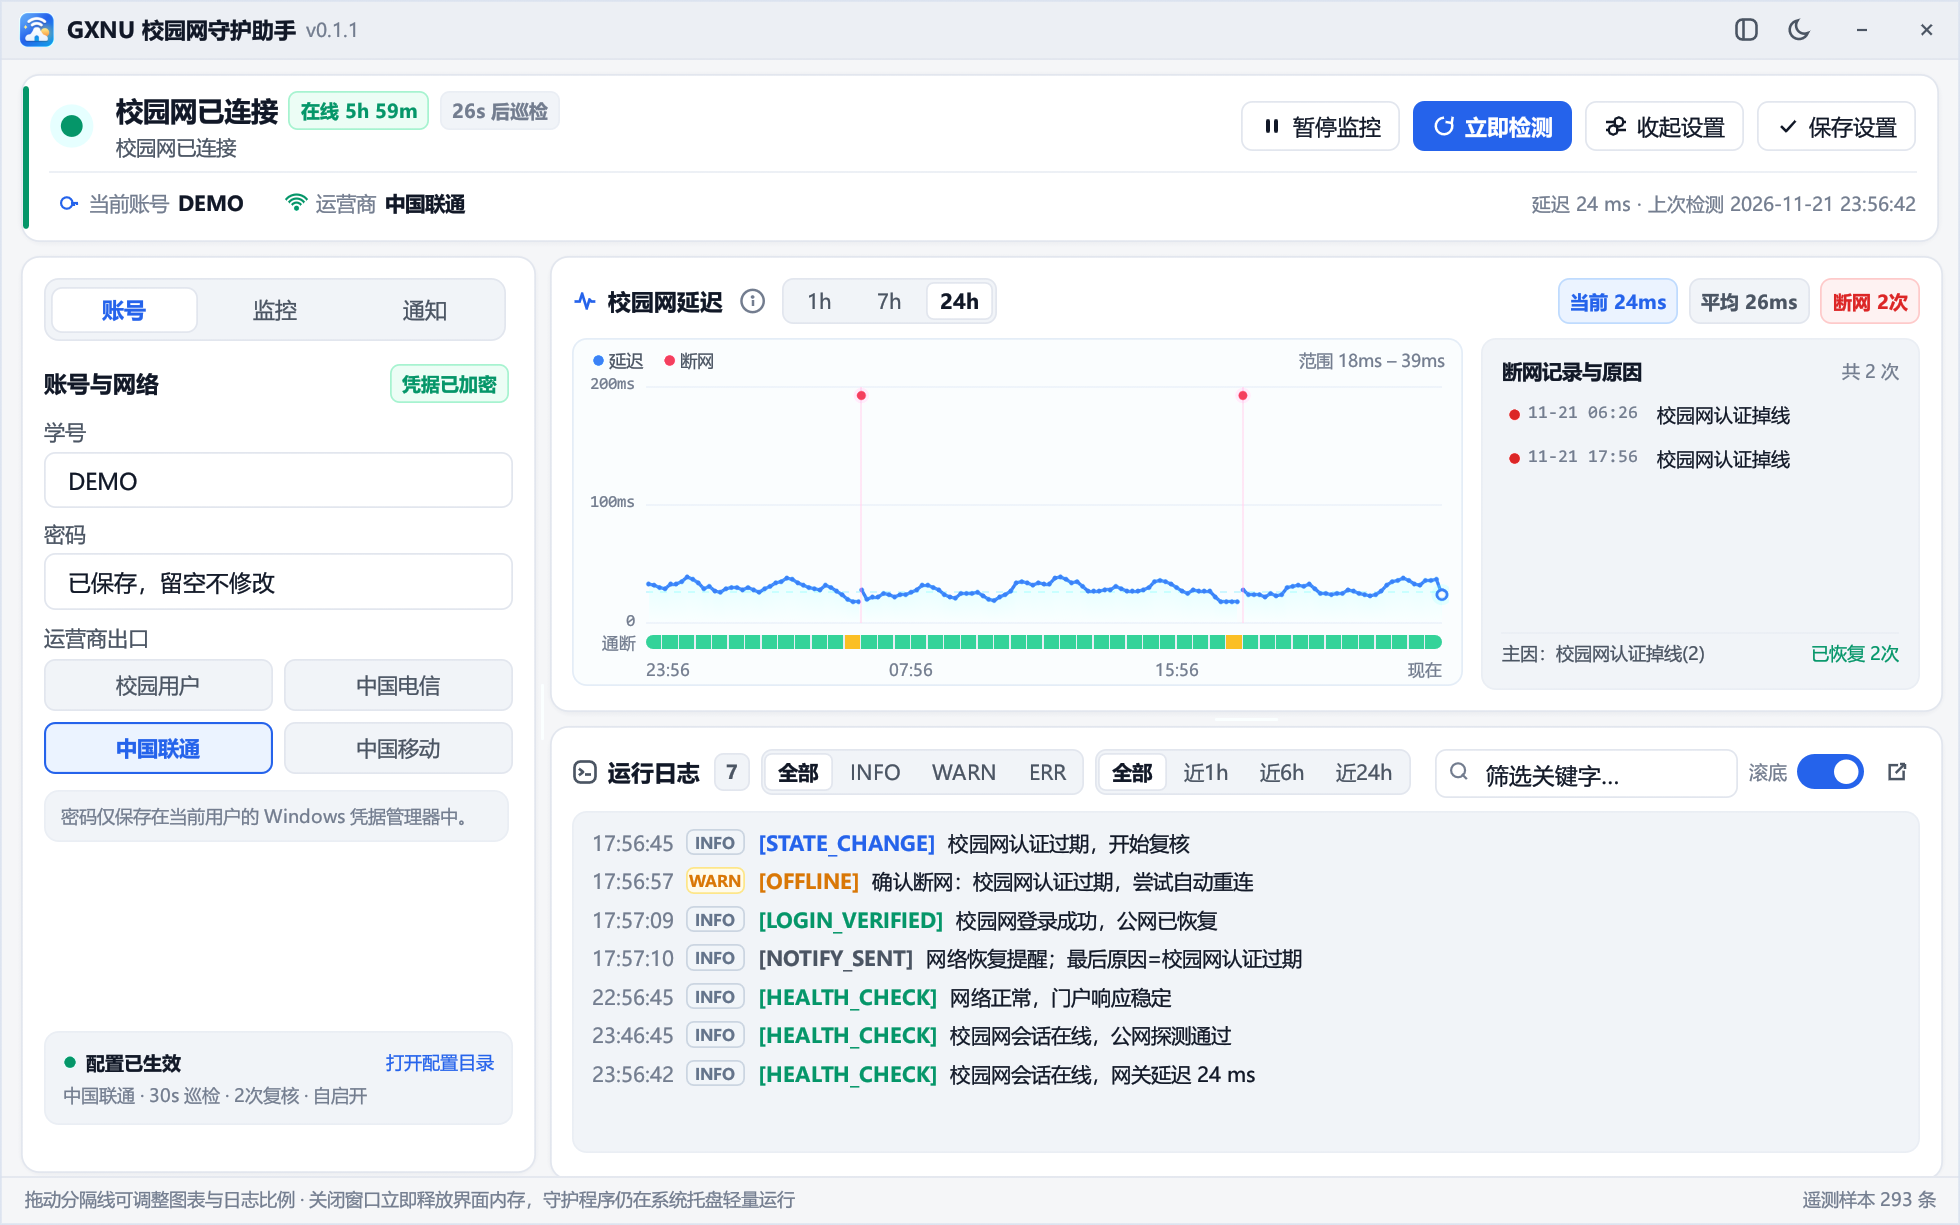 GXNU 校园网守护助手 v0.1.1
校园网已连接 在线 5h 59m 26s 后巡检
校园网已连接
暂停监控 立即检测 收起设置 保存设置
当前账号 DEMO 运营商 中国联通
延迟 24 ms · 上次检测 2026-11-21 23:56:42
账号 监控 通知
账号与网络 凭据已加密
学号
DEMO
密码
已保存，留空不修改
运营商出口
校园用户 中国电信
中国联通 中国移动
密码仅保存在当前用户的 Windows 凭据管理器中。
配置已生效 打开配置目录
中国联通 · 30s 巡检 · 2次复核 · 自启开
校园网延迟 1h 7h 24h
当前 24ms 平均 26ms 断网 2次
延迟 断网 范围 18ms – 39ms
200ms
100ms
0
通断
23:56 07:56 15:56 现在
断网记录与原因 共 2 次
11-21 06:26 校园网认证掉线
11-21 17:56 校园网认证掉线
主因：校园网认证掉线(2) 已恢复 2次
运行日志 7 全部 INFO WARN ERR 全部 近1h 近6h 近24h 筛选关键字... 滚底
17:56:45 INFO [STATE_CHANGE] 校园网认证过期，开始复核
17:56:57 WARN [OFFLINE] 确认断网：校园网认证过期，尝试自动重连
17:57:09 INFO [LOGIN_VERIFIED] 校园网登录成功，公网已恢复
17:57:10 INFO [NOTIFY_SENT] 网络恢复提醒；最后原因=校园网认证过期
22:56:45 INFO [HEALTH_CHECK] 网络正常，门户响应稳定
23:46:45 INFO [HEALTH_CHECK] 校园网会话在线，公网探测通过
23:56:42 INFO [HEALTH_CHECK] 校园网会话在线，网关延迟 24 ms
拖动分隔线可调整图表与日志比例 · 关闭窗口立即释放界面内存，守护程序仍在系统托盘轻量运行
遥测样本 293 条